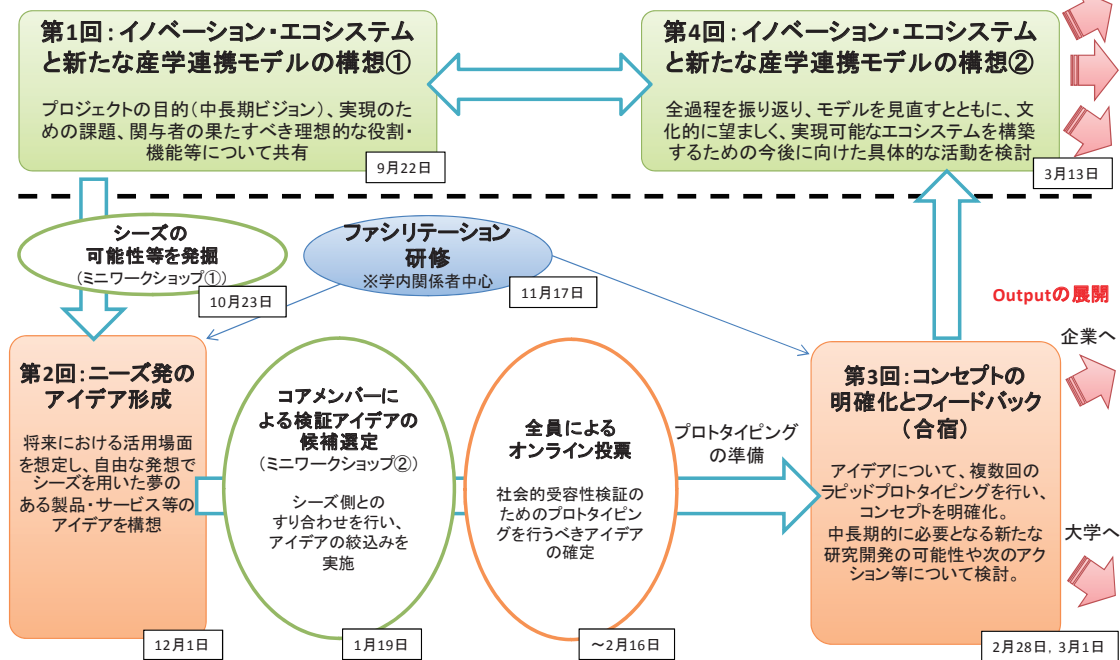 第1回：イノベーション・エコシステム
と新たな産学連携モデルの構想①
プロジェクトの目的（中長期ビジョン）、実現のた
めの課題、関与者の果たすべき理想的な役割・
機能等について共有
9月22日
第4回：イノベーション・エコシステム
と新たな産学連携モデルの構想②
全過程を振り返り、モデルを見直すとともに、文
化的に望ましく、実現可能なエコシステムを構築
するための今後に向けた具体的な活動を検討
3月13日
シーズの
可能性等を発掘
（ミニワークショップ①）
10月23日
ファシリテーション
研修
※学内関係者中心
11月17日
Outputの展開
企業へ
大学へ
第2回：ニーズ発の
アイデア形成
将来における活用場面
を想定し、自由な発想で
シーズを用いた夢の
ある製品・サービス等の
アイデアを構想
12月1日
コアメンバーに
よる検証アイデアの
候補選定
（ミニワークショップ②）
シーズ側との
すり合わせを行い、
アイデアの絞込みを
実施
1月19日
全員による
オンライン投票
社会的受容性検証の
ためのプロトタイピン
グを行うべきアイデア
の確定
～2月16日
プロトタイピング
の準備
第3回：コンセプトの
明確化とフィードバック
（合宿）
アイデアについて、複数回の
ラピッドプロトタイピングを行い、
コンセプトを明確化。
中長期的に必要となる新たな
研究開発の可能性や次のアク
ション等について検討。
2月28日, 3月1日